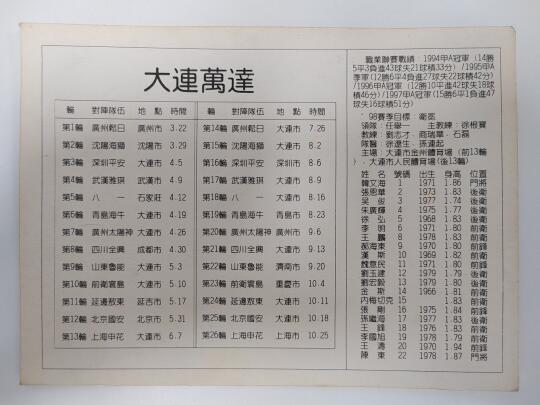 大連萬達
輪 對陣隊伍 地點 時間
第1輪 廣州松日 廣州市 3.22
第2輪 沈陽海獅 沈陽市 3.29
第3輪 深圳平安 大連市 4.5
第4輪 武漢雅琪 武漢市 4.9
第5輪 八一 石家莊 4.12
第6輪 青島海牛 大連市 4.19
第7輪 廣州太陽神 大連市 4.26
第8輪 四川全興 成都市 4.30
第9輪 山東魯能 大連市 5.3
第10輪 前衛寰島 大連市 5.10
第11輪 延邊敖東 延吉市 5.17
第12輪 北京國安 北京市 5.31
第13輪 上海申花 大連市 6.7
輪 對陣隊伍 地點 時間
第14輪 廣州松日 大連市 7.26
第15輪 沈陽海獅 大連市 8.2
第16輪 深圳平安 深圳市 8.6
第17輪 武漢雅琪 大連市 8.9
第18輪 八一 大連市 8.16
第19輪 青島海牛 青島市 8.23
第20輪 廣州太陽神 廣州市 9.6
第21輪 四川全興 大連市 9.13
第22輪 山東魯能 濟南市 9.20
第23輪 前衛寰島 重慶市 10.4
第24輪 延邊敖東 大連市 10.11
第25輪 北京國安 大連市 10.18
第26輪 上海申花 上海市 10.25
職業聯賽戰績 1994甲A冠軍(14勝
5平3負進43球失21球積33分)/1995甲A
季軍(12勝6平4負進27球失22球積42分)
/1996甲A冠軍(12勝10平進42球失18球
積46分)/1997甲A冠軍(15勝6平1負進47
球失16球積51分)
'98賽季目標 衛冕
領隊:任舉一 主教練:徐根寶
教練:劉志才、商瑞華、石磊
隊醫:徐遵生、孫連起
主場:大連市金州體育場(前13輪
)、大連市人民體育場(後13輪)
姓名 號碼 出生 身高 位置
韓文海 1 1971 1.86 門將
張恩華 2 1973 1.83 後衛
吳俊 3 1977 1.74 後衛
朱廣輝 4 1975 1.77 後衛
徐弘 5 1968 1.83 後衛
李明 6 1971 1.80 前衛
王鵬 8 1978 1.83 前衛
郝海東 9 1970 1.80 前鋒
漢斯 10 1969 1.82 前衛
魏意民 11 1971 1.80 前鋒
劉玉建 12 1979 1.79 後衛
劉宏毅 13 1979 1.80 後衛
金斯 14 1966 1.81 前衛
內梅切克 15 1.83 前衛
張剛 16 1975 1.84 前鋒
孫繼海 17 1977 1.83 後衛
王鋒 18 1976 1.83 前衛
李國旭 19 1978 1.79 前衛
王濤 20 1970 1.94 前鋒
陳東 22 1978 1.87 門將